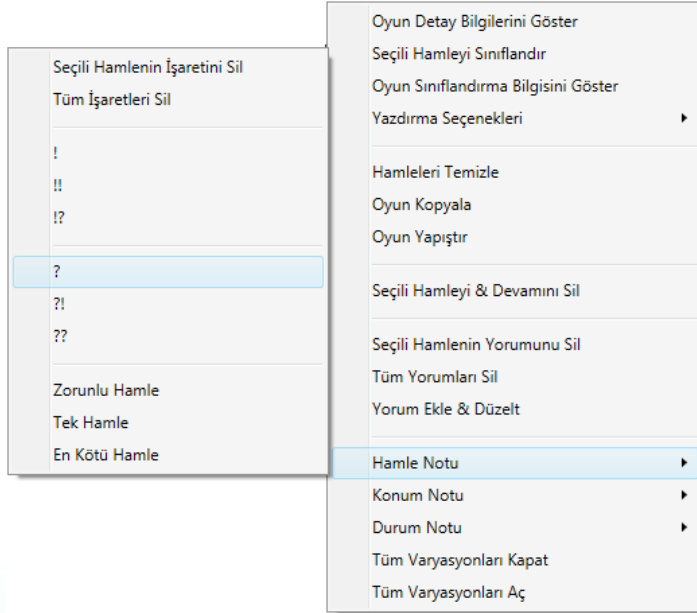 Oyun Detay Bilgilerini Göster
Seçili Hamleyi Sınıflandır
Oyun Sınıflandırma Bilgisini Göster
Yazdırma Seçenekleri
Hamleleri Temizle
Oyun Kopyala
Oyun Yapıştır
Seçili Hamleyi & Devamını Sil
Seçili Hamlenin Yorumunu Sil
Tüm Yorumları Sil
Yorum Ekle & Düzelt
Hamle Notu
Konum Notu
Durum Notu
Tüm Varyasyonları Kapat
Tüm Varyasyonları Aç
Seçili Hamlenin İşaretini Sil
Tüm İşaretleri Sil
!
!!
!?
?
?!
??
Zorunlu Hamle
Tek Hamle
En Kötü Hamle